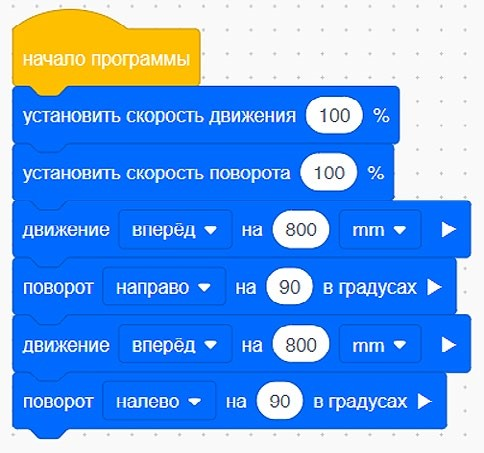 начало программы
установить скорость движения 100 %
установить скорость поворота 100 %
движение вперёд на 800 mm
поворот направо на 90 в градусах
движение вперёд на 800 mm
поворот налево на 90 в градусах